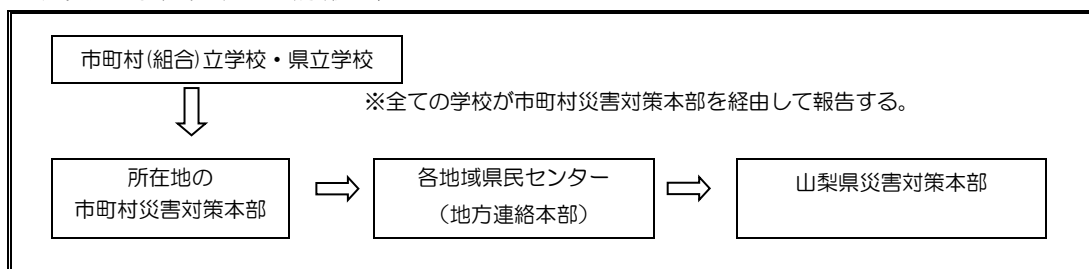 市町村(組合)立学校・県立学校
※全ての学校が市町村災害対策本部を経由して報告する。
所在地の
市町村災害対策本部
各地域県民センター
（地方連絡本部）
山梨県災害対策本部